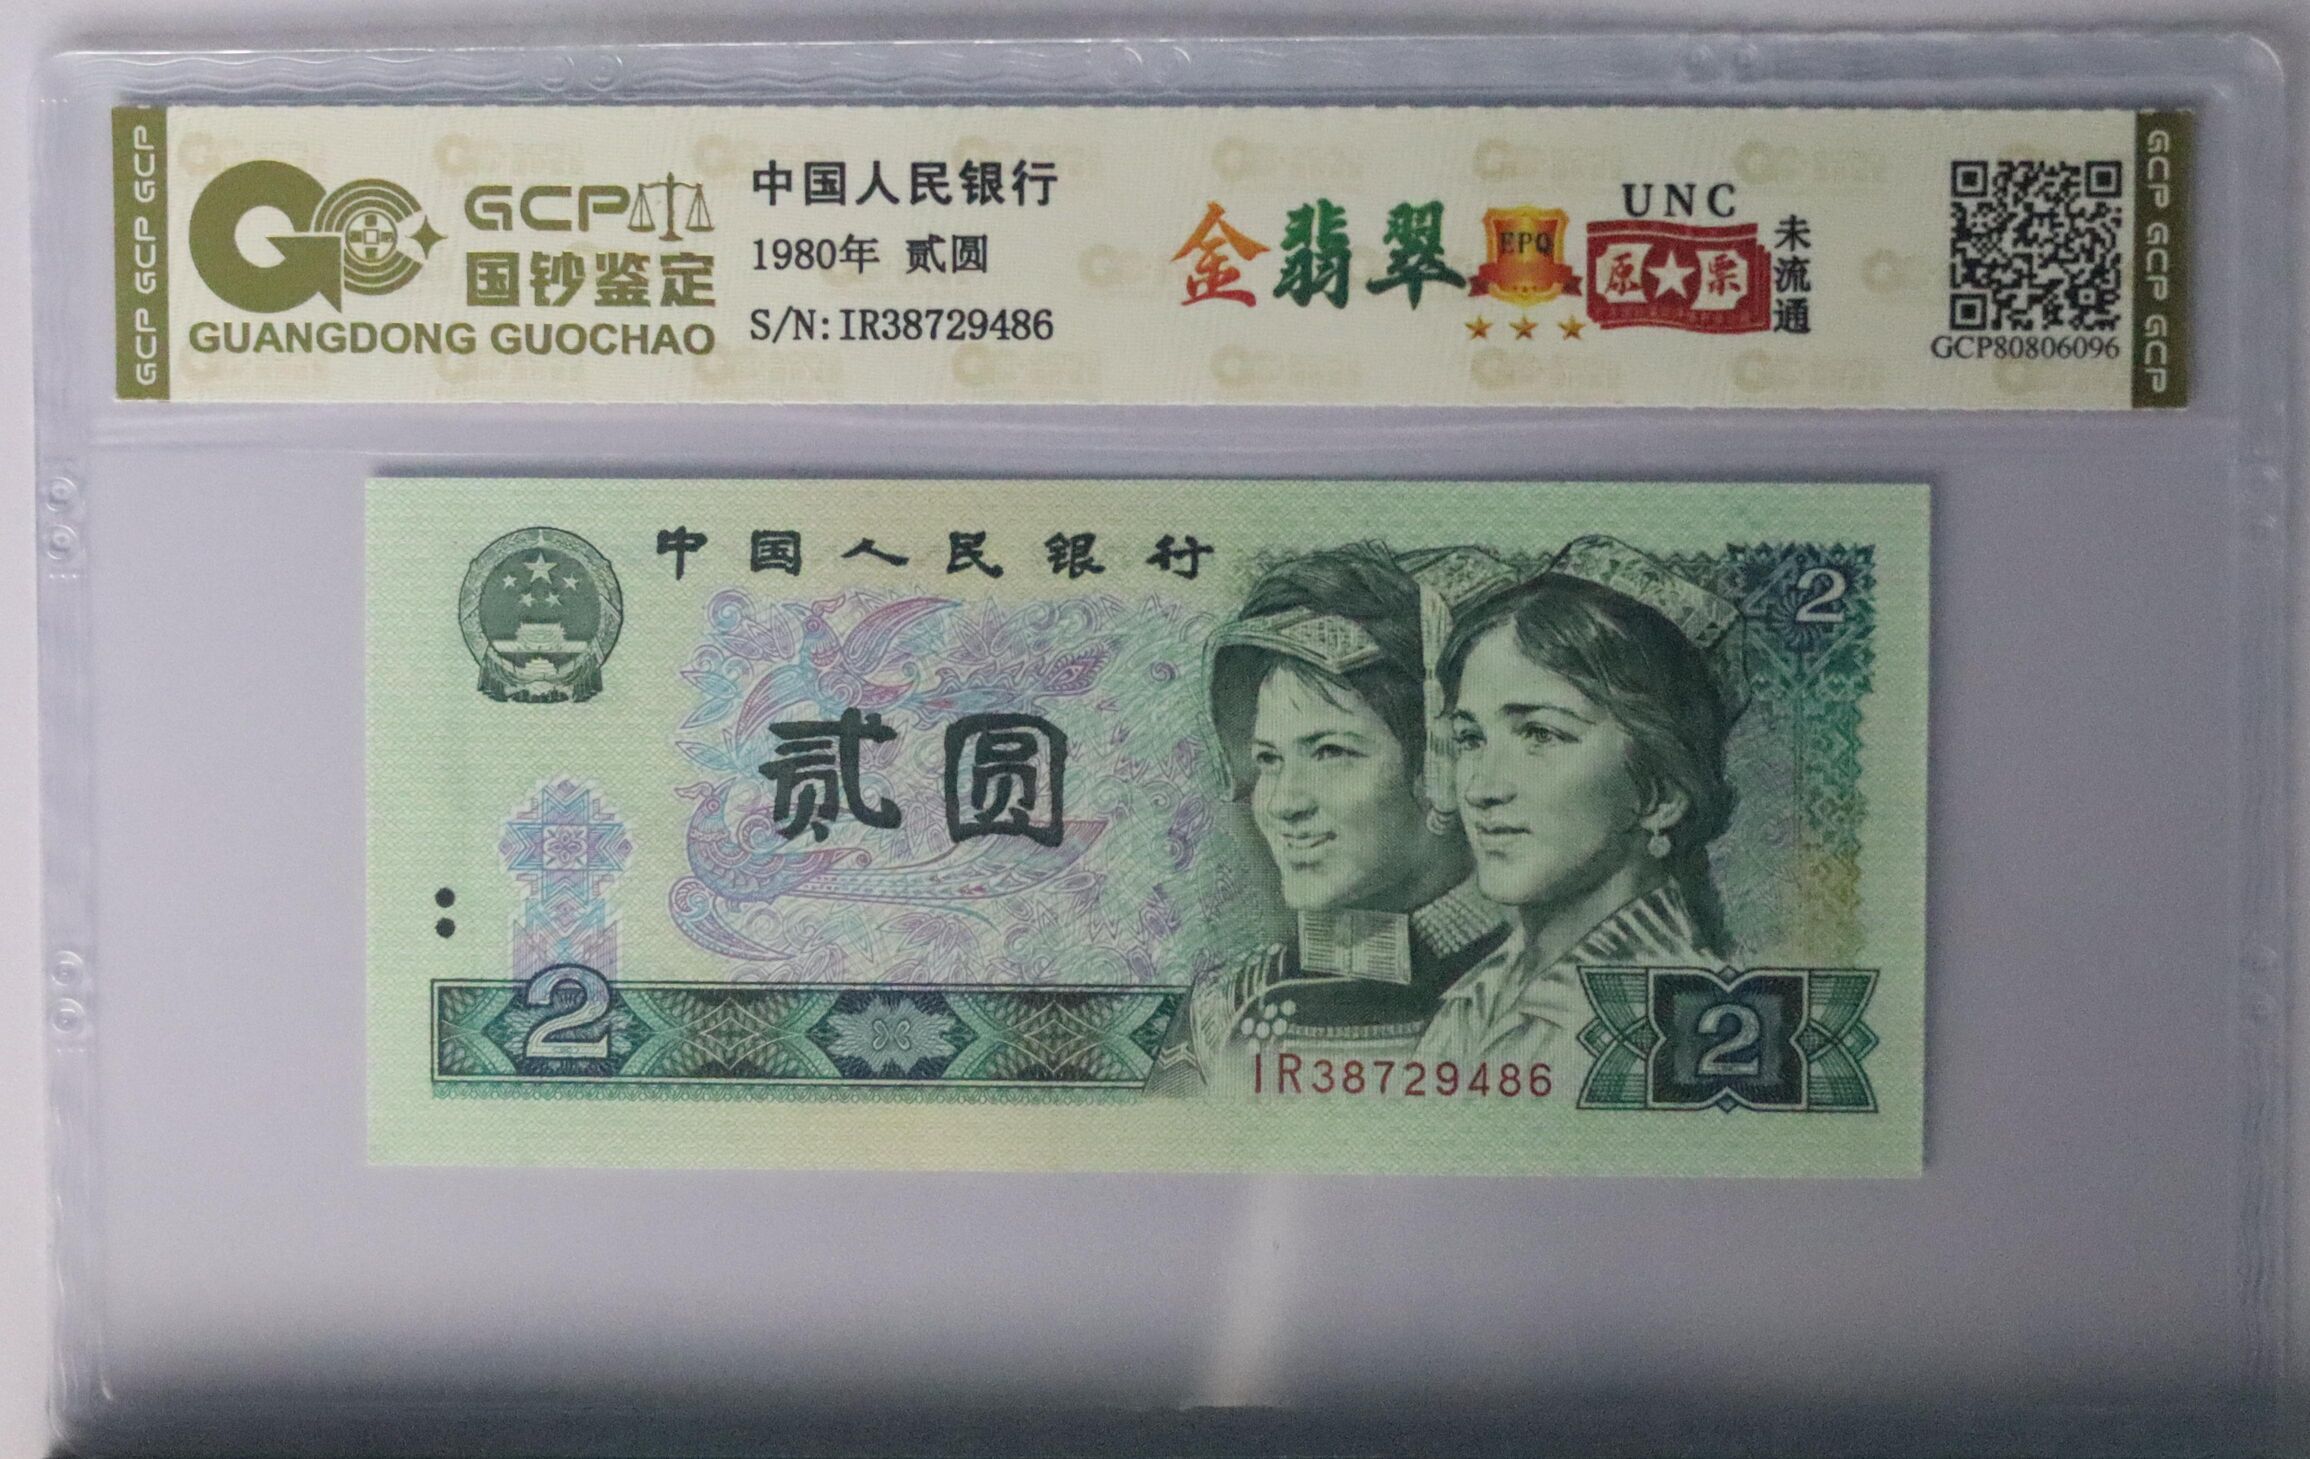 GCP GCP GCP GCP
GCP
国钞鉴定
GUANGDONG GUOCHAO
中国人民银行
1980年 贰圆
S/N:IR38729486
金翡翠
EPQ
UNC
原★票
未流通
GCP80806096
GCP GCP GCP GCP
中国人民银行
2
贰圆
2
2
IR38729486